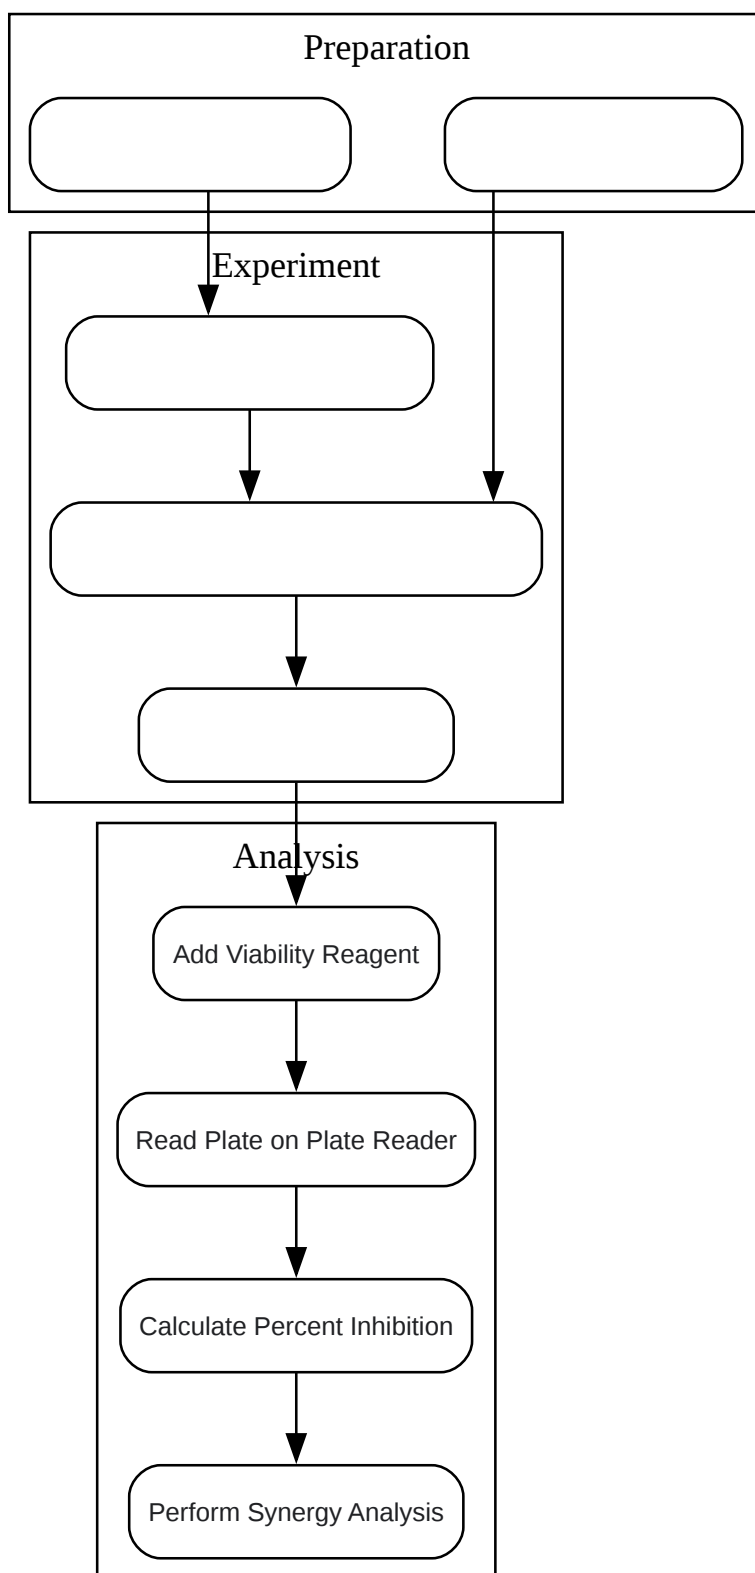 Preparation
Experiment
Analysis
Add Viability Reagent
Read Plate on Plate Reader
Calculate Percent Inhibition
Perform Synergy Analysis